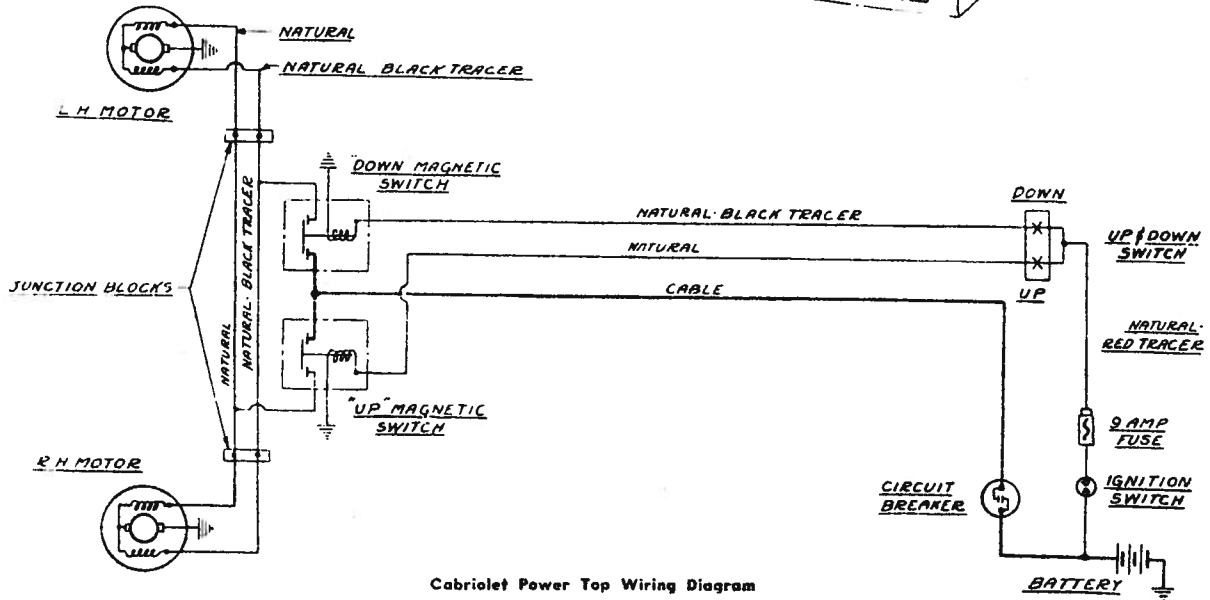 NATURAL
NATURAL BLACK TRACER
L H MOTOR
"DOWN MAGNETIC
SWITCH
DOWN
NATURAL-BLACK TRACER
UP & DOWN
SWITCH
NATURAL
NATURAL-BLACK TRACER
JUNCTION BLOCKS
CABLE
UP
NATURAL-
RED TRACER
NATURAL
"UP" MAGNETIC
SWITCH
9 AMP
FUSE
R H MOTOR
CIRCUIT
BREAKER
IGNITION
SWITCH
BATTERY
Cabriolet Power Top Wiring Diagram